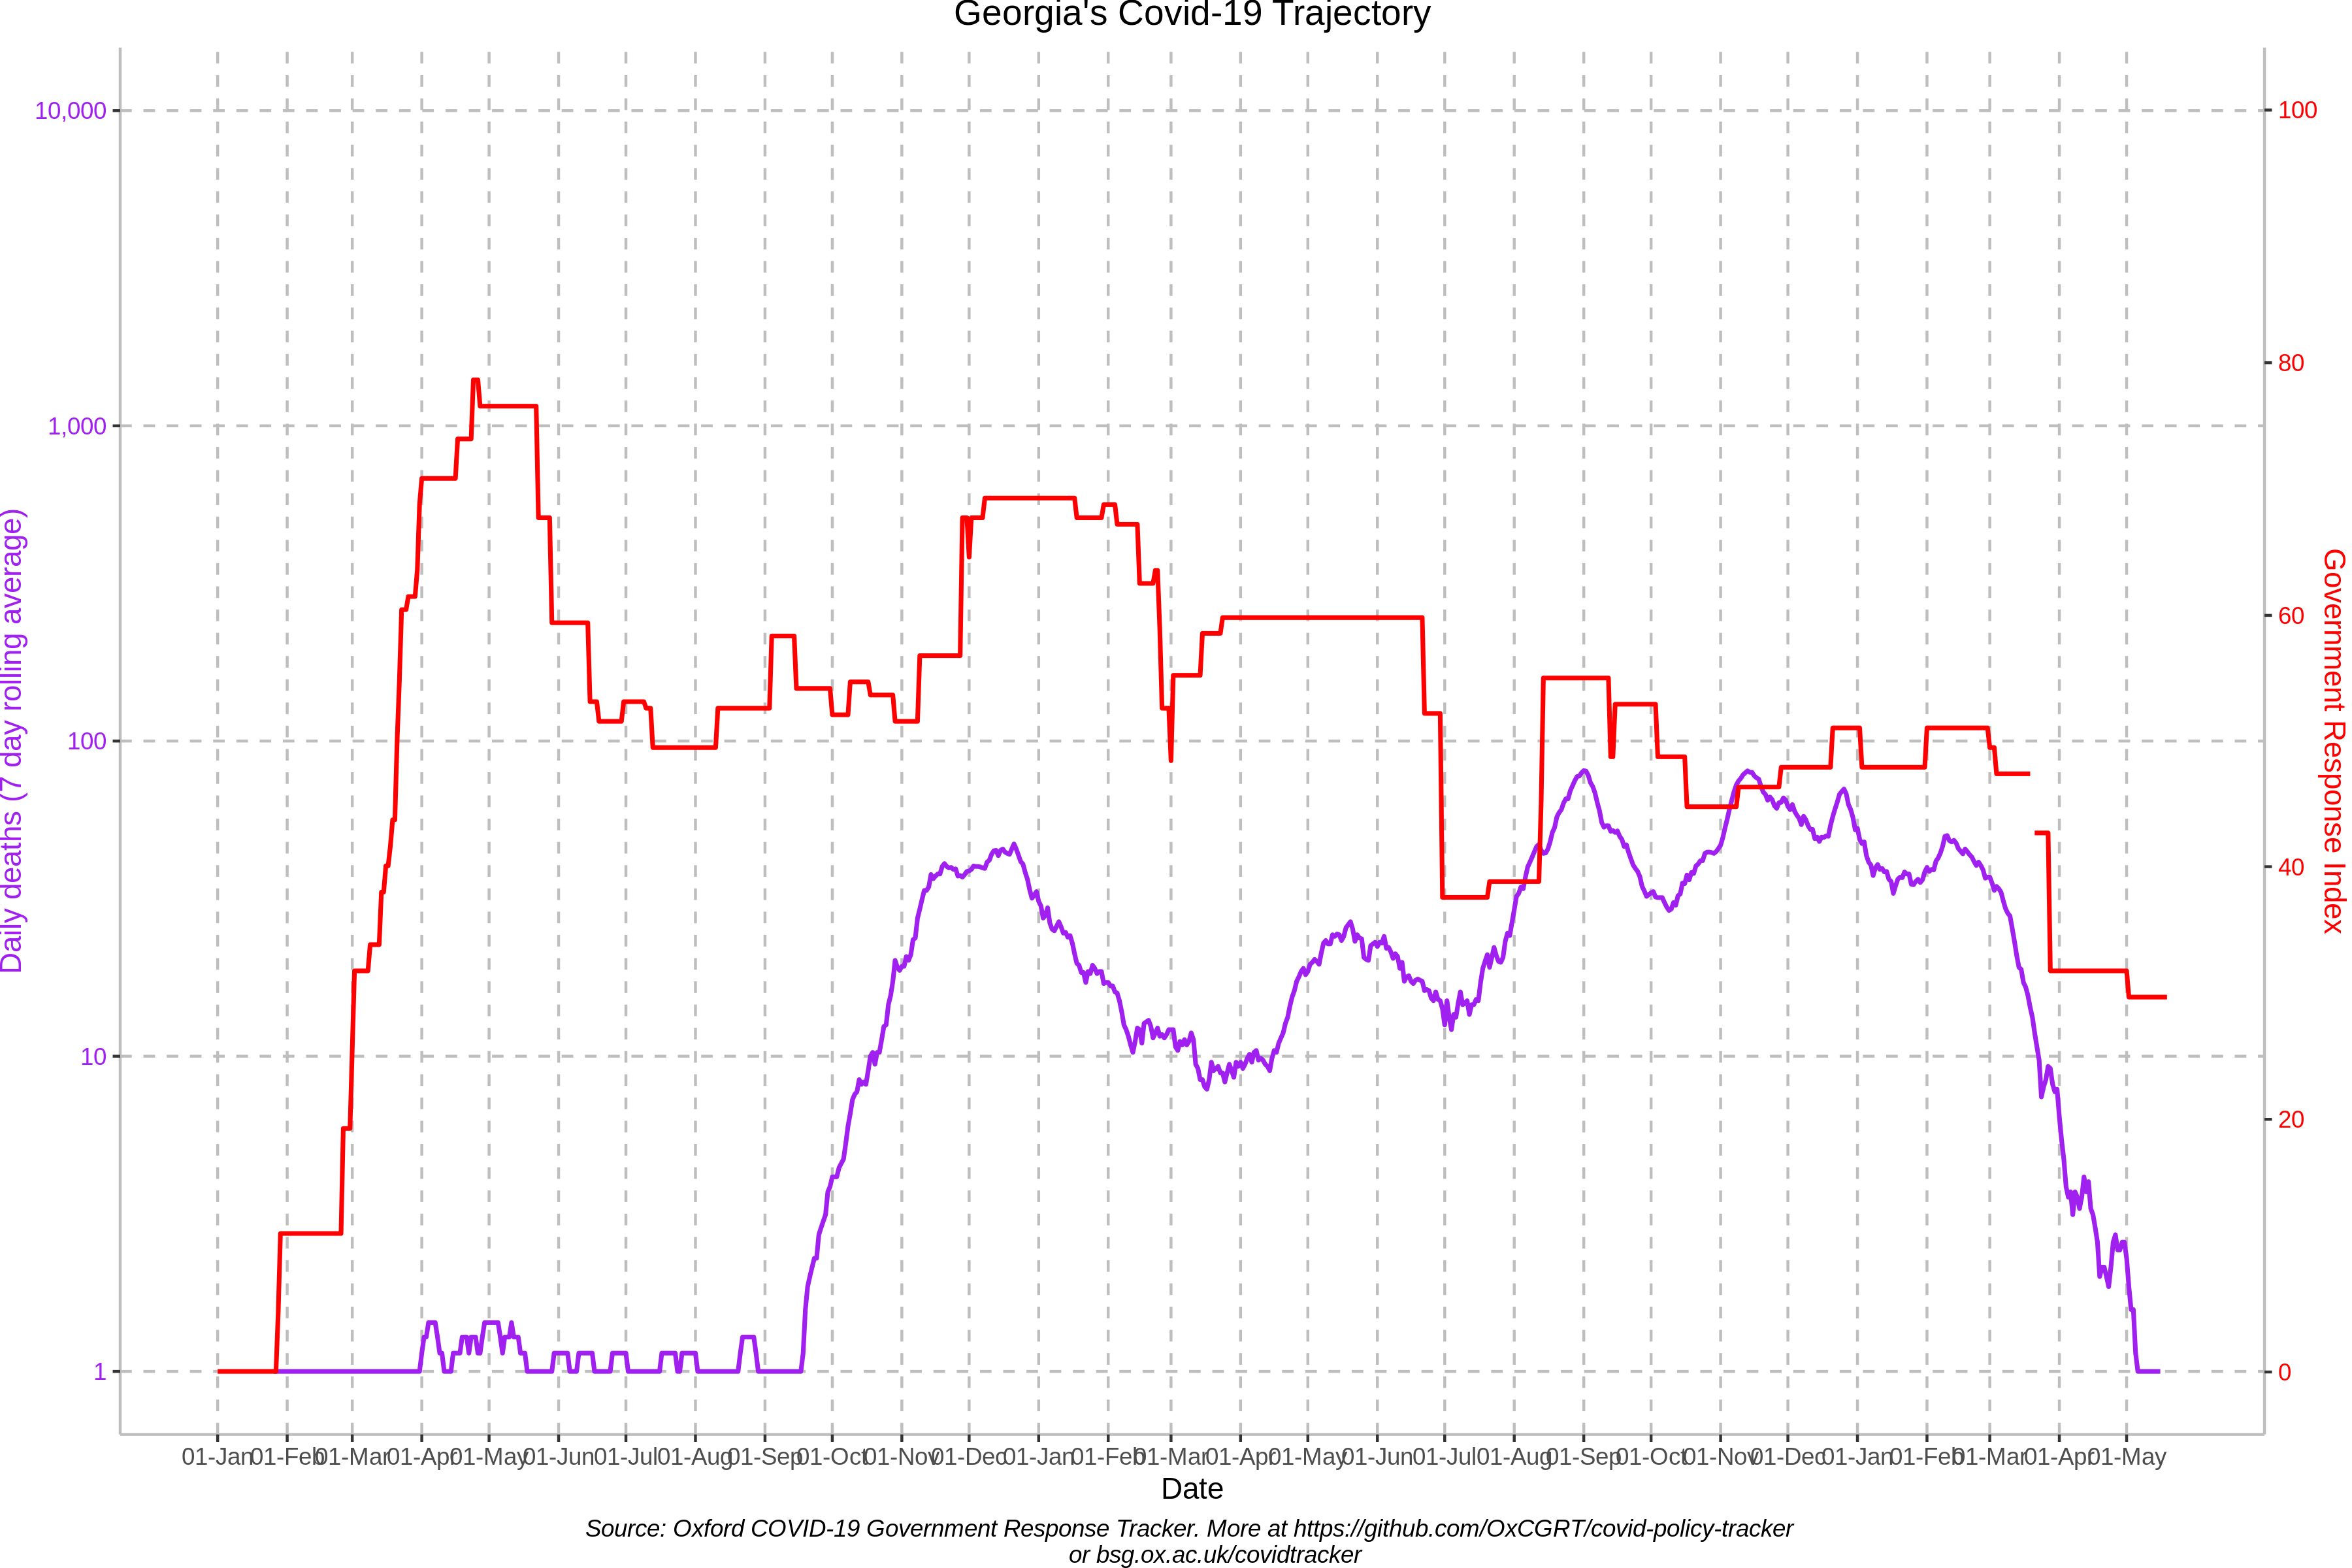 Georgia's Covid-19 Trajectory
10,000
1,000
100
10
1
Daily deaths (7 day rolling average)
100
80
60
40
20
0
Government Response Index
01-Jan 01-Feb 01-Mar 01-Apr 01-May 01-Jun 01-Jul 01-Aug 01-Sep 01-Oct 01-Nov 01-Dec 01-Jan 01-Feb 01-Mar 01-Apr 01-May 01-Jun 01-Jul 01-Aug 01-Sep 01-Oct 01-Nov 01-Dec 01-Jan 01-Feb 01-Mar 01-Apr 01-May
Date
Source: Oxford COVID-19 Government Response Tracker. More at https://github.com/OxCGRT/covid-policy-tracker
or bsg.ox.ac.uk/covidtracker